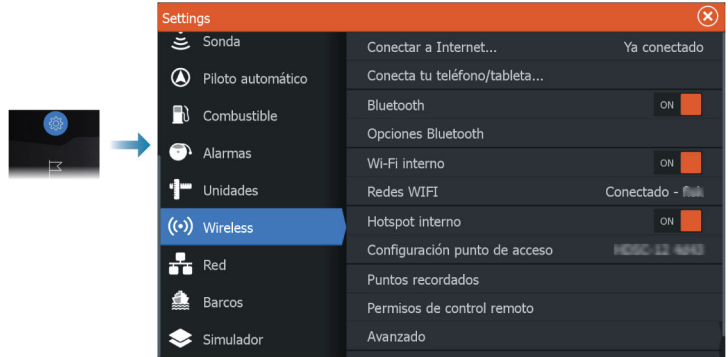 Settings
Sonda
Piloto automático
Combustible
Alarmas
Unidades
Wireless
Red
Barcos
Simulador
Conectar a Internet... Ya conectado
Conecta tu teléfono/tableta...
Bluetooth ON
Opciones Bluetooth
Wi-Fi interno ON
Redes WIFI Conectado -
Hotspot interno ON
Configuración punto de acceso
Puntos recordados
Permisos de control remoto
Avanzado